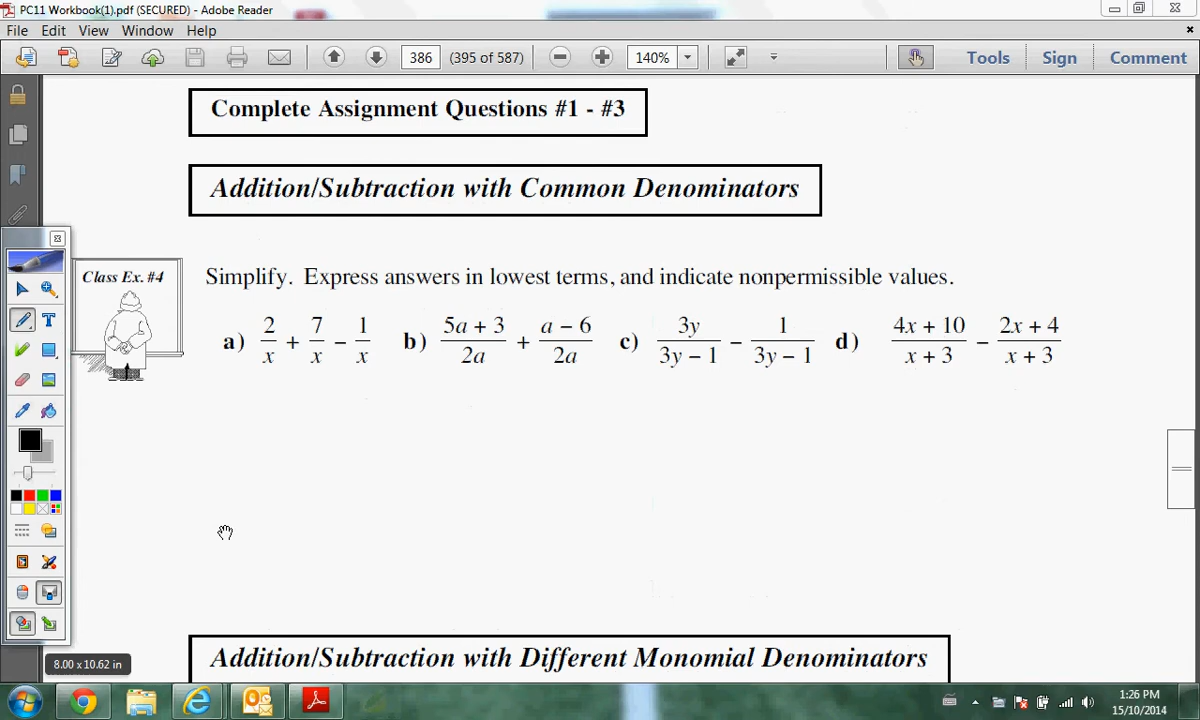 PC11 Workbook(1).pdf (SECURED) - Adobe Reader
File Edit View Window Help
386 (395 of 587) 140% Tools Sign Comment
Complete Assignment Questions #1 - #3
Addition/Subtraction with Common Denominators
Class Ex. #4
Simplify. Express answers in lowest terms, and indicate nonpermissible values.
a) 2/x + 7/x − 1/x b) (5a + 3)/2a + (a − 6)/2a c) 3y/(3y − 1) − 1/(3y − 1) d) (4x + 10)/(x + 3) − (2x + 4)/(x + 3)
Addition/Subtraction with Different Monomial Denominators
8.00 x 10.62 in
1:26 PM
15/10/2014